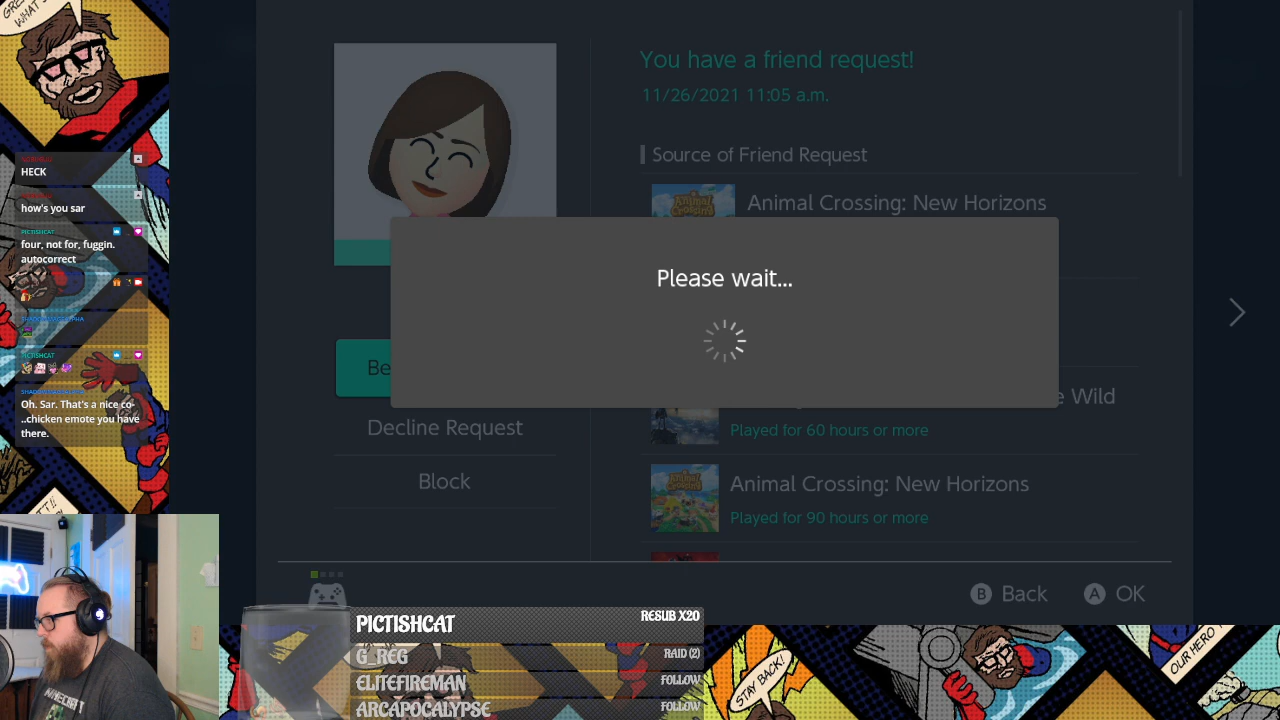 You have a friend request!
11/26/2021 11:05 a.m.
Source of Friend Request
Animal Crossing
Animal Crossing: New Horizons
Please wait...
Be
Decline Request
Block
e Wild
Played for 60 hours or more
Animal Crossing: New Horizons
Played for 90 hours or more
B Back
A OK
HECK
how's you sar
PICTISHCAT
four, not for, fuggin.
autocorrect
PICTISHCAT
Oh. Sar. That's a nice co-
..chicken emote you have
there.
MINECRAFT
PICTISHCAT RESUB X20
G_REG RAID (2)
ELITEFIREMAN FOLLOW
ARCAPOCALYPSE FOLLOW
STAY BACK!
OUR HERO